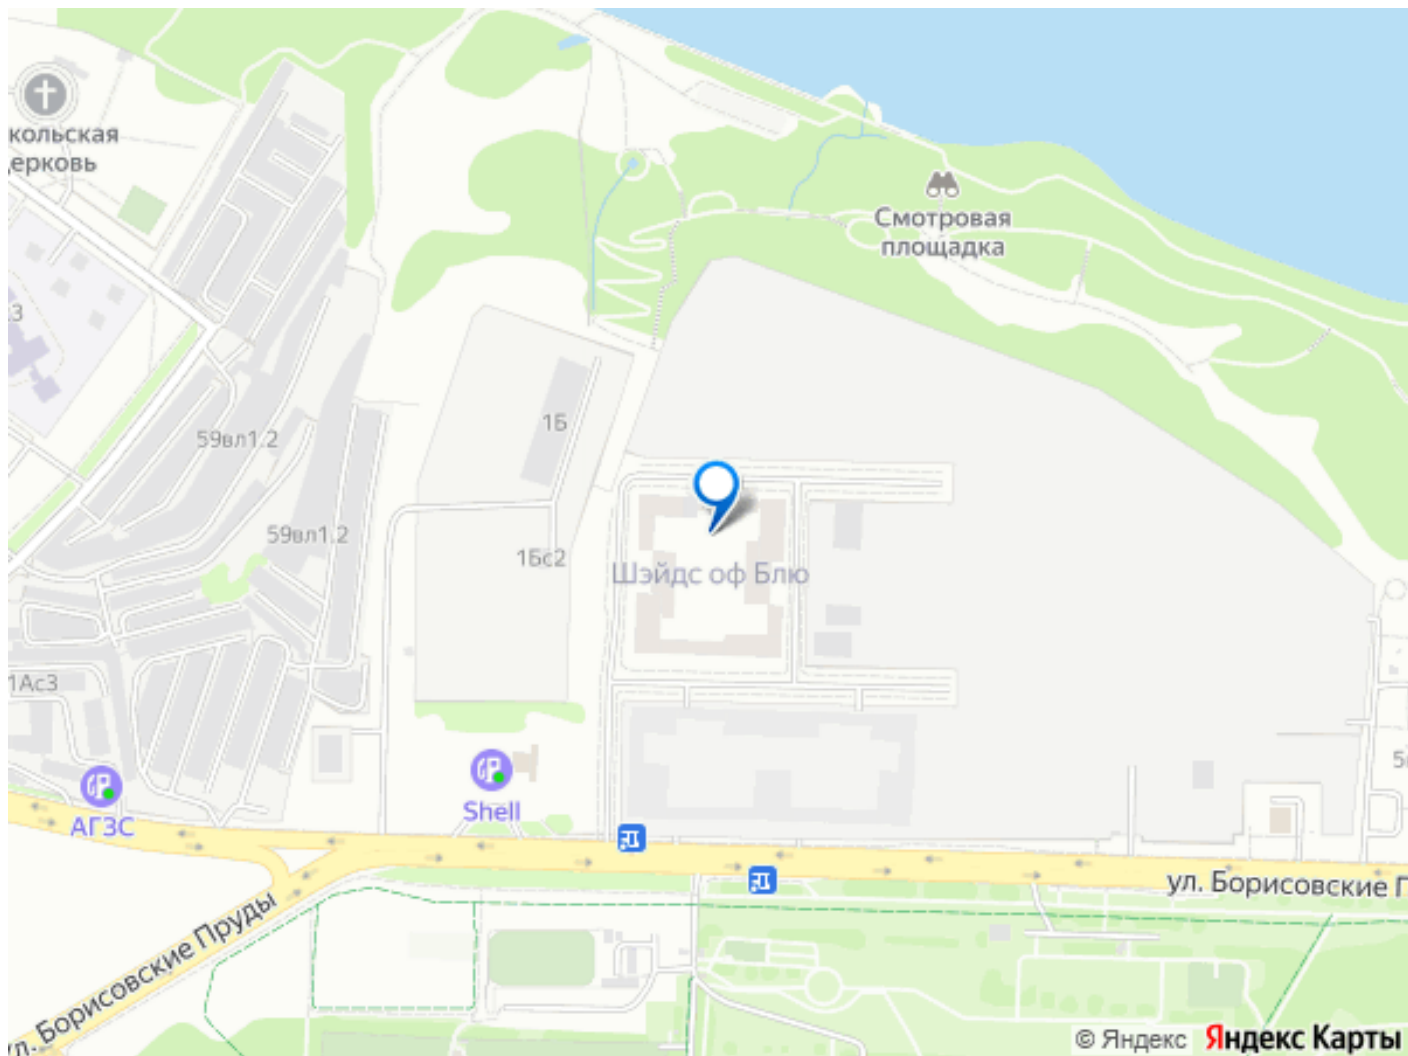 кольская
церковь
Смотровая
площадка
3
1Б
59вл1.2
59вл1.2
1Бс2
Шэйдс оф Блю
1Ас3
Shell
АГЗС
5
ул. Борисовские П
ул. Борисовские Пруды
© Яндекс Яндекс Карты